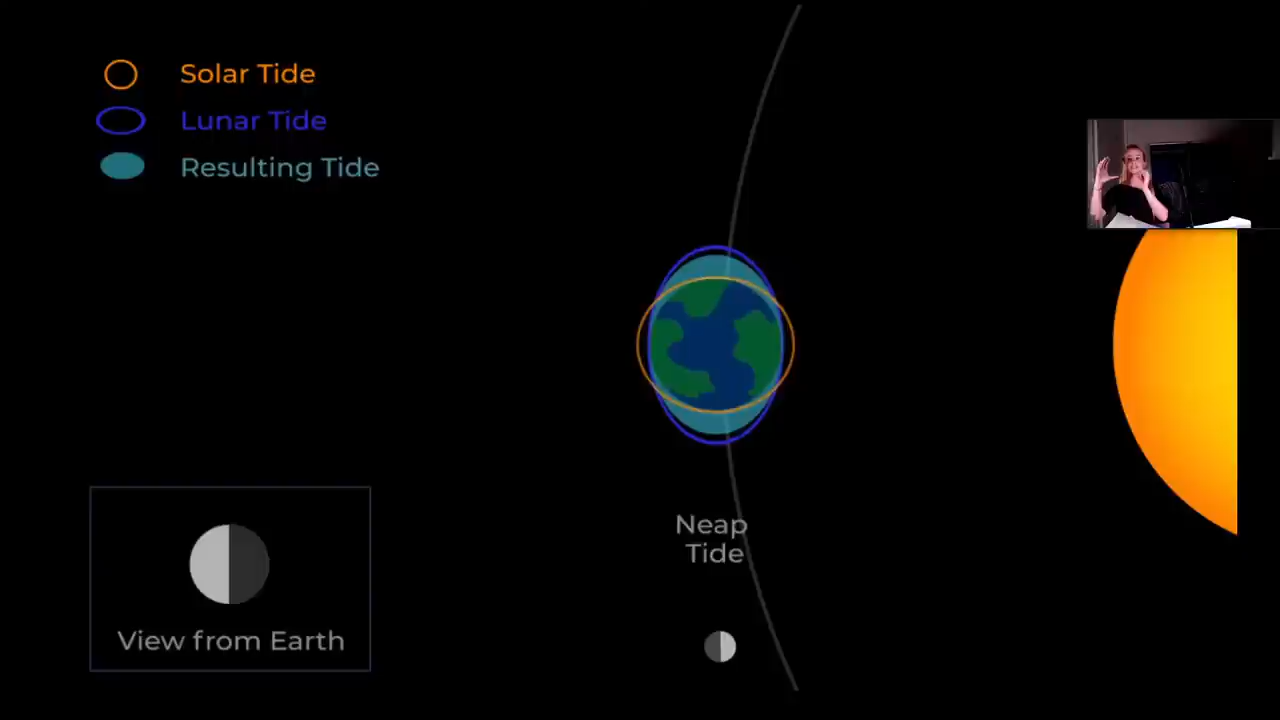 Solar Tide
Lunar Tide
Resulting Tide
Neap
Tide
View from Earth